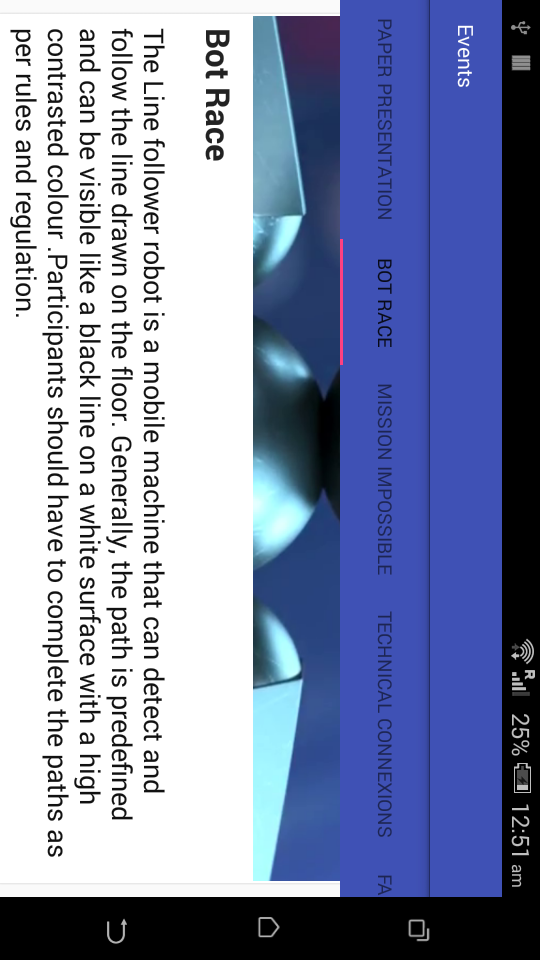 R 25% 12:51 am
Events
PAPER PRESENTATION BOT RACE MISSION IMPOSSIBLE TECHNICAL CONNEXIONS FA
Bot Race
The Line follower robot is a mobile machine that can detect and
follow the line drawn on the floor. Generally, the path is predefined
and can be visible like a black line on a white surface with a high
contrasted colour .Participants should have to complete the paths as
per rules and regulation.